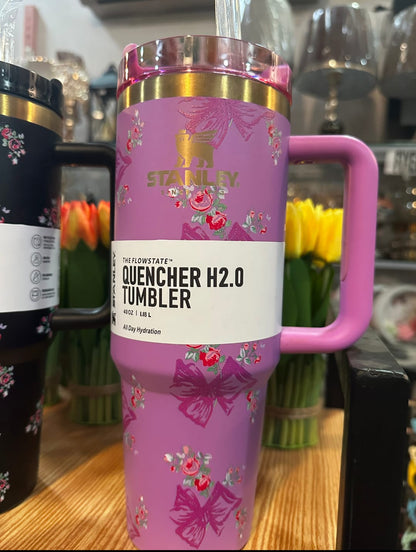 STANLEY
THE FLOWSTATE™
QUENCHER H2.0
TUMBLER
40 OZ | 1.18 L
All Day Hydration
STANLEY